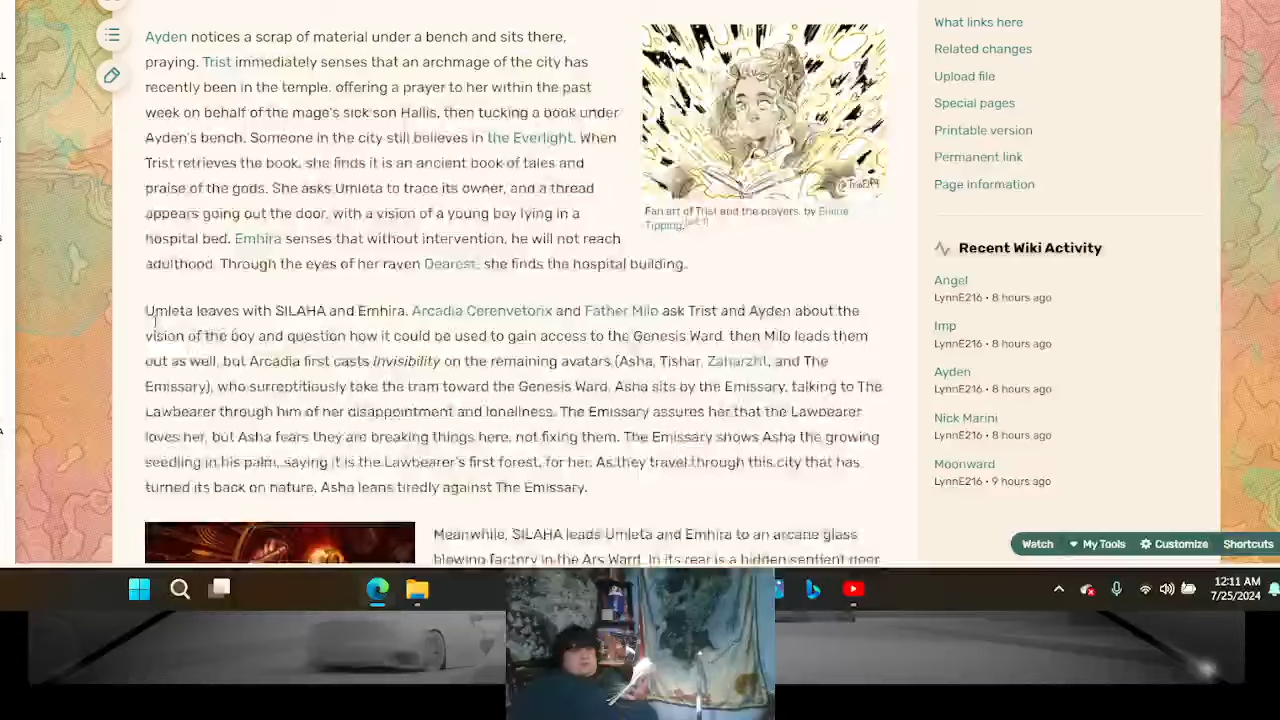 Ayden notices a scrap of material under a bench and sits there,
praying. Trist immediately senses that an archmage of the city has
recently been in the temple, offering a prayer to her within the past
week on behalf of the mage's sick son Hallis, then tucking a book under
Ayden's bench. Someone in the city still believes in the Everlight. When
Trist retrieves the book, she finds it is an ancient book of tales and
praise of the gods. She asks Umleta to trace its owner, and a thread
appears going out the door, with a vision of a young boy lying in a
hospital bed. Emhira senses that without intervention, he will not reach
adulthood. Through the eyes of her raven Dearest, she finds the hospital building.
Fan art of Trist and the prayers, by Elaine
Tipping.
Umleta leaves with SILAHA and Emhira. Arcadia Cerenvetorix and Father Milo ask Trist and Ayden about the
vision of the boy and question how it could be used to gain access to the Genesis Ward, then Milo leads them
out as well, but Arcadia first casts Invisibility on the remaining avatars (Asha, Tishar, Zaharzht, and The
Emissary), who surreptitiously take the tram toward the Genesis Ward. Asha sits by the Emissary, talking to The
Lawbearer through him of her disappointment and loneliness. The Emissary assures her that the Lawbearer
loves her, but Asha fears they are breaking things here, not fixing them. The Emissary shows Asha the growing
seedling in his palm, saying it is the Lawbearer's first forest, for her. As they travel through this city that has
turned its back on nature, Asha leans tiredly against The Emissary.
Meanwhile, SILAHA leads Umleta and Emhira to an arcane glass
blowing factory in the Ars Ward. In its rear is a hidden sentient door
What links here
Related changes
Upload file
Special pages
Printable version
Permanent link
Page information
Recent Wiki Activity
Angel
LynnE216 • 8 hours ago
Imp
LynnE216 • 8 hours ago
Ayden
LynnE216 • 8 hours ago
Nick Marini
LynnE216 • 8 hours ago
Moonward
LynnE216 • 9 hours ago
Watch My Tools Customize Shortcuts
12:11 AM
7/25/2024